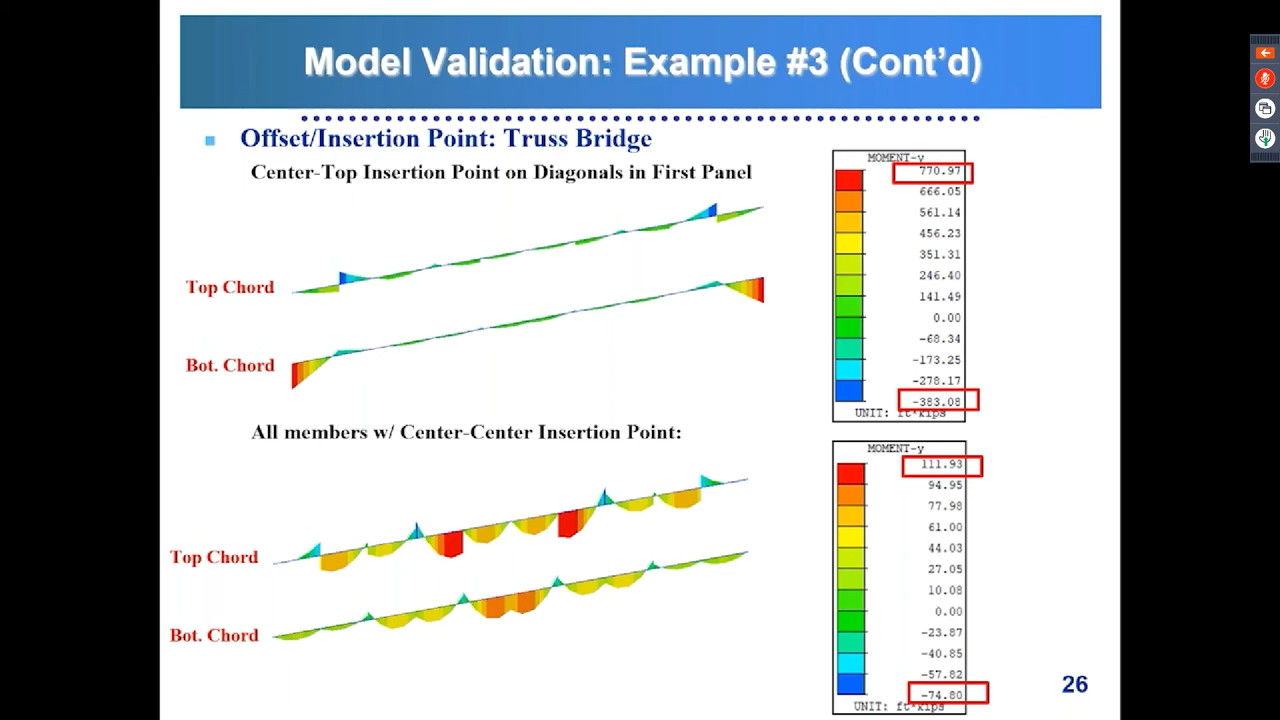 Model Validation: Example #3 (Cont'd)
Offset/Insertion Point: Truss Bridge
Center-Top Insertion Point on Diagonals in First Panel
Top Chord
Bot. Chord
MOMENT-y
770.97
666.05
561.14
456.23
351.31
246.40
141.49
0.00
-68.34
-173.25
-278.17
-383.08
UNIT: ft*kips
All members w/ Center-Center Insertion Point:
Top Chord
Bot. Chord
MOMENT-y
111.93
94.95
77.98
61.00
44.03
27.05
10.08
0.00
-23.87
-40.85
-57.82
-74.80
UNIT: ft*kips
26